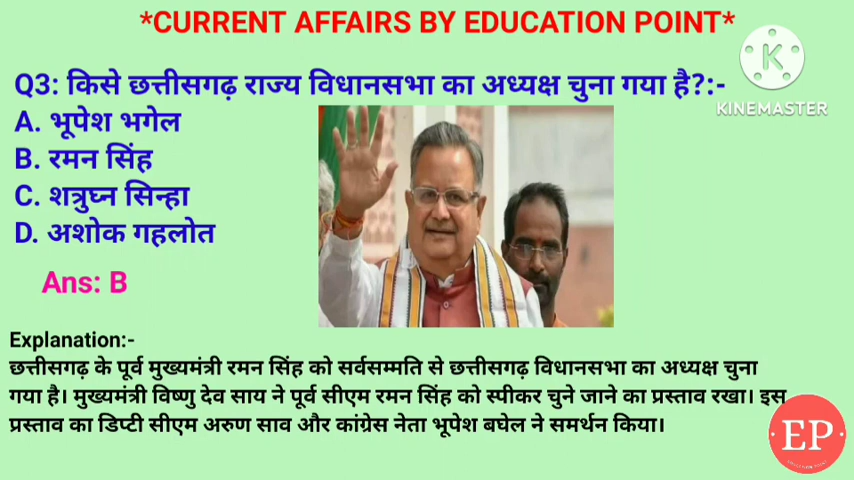 *CURRENT AFFAIRS BY EDUCATION POINT*
KINEMASTER
Q3: किसे छत्तीसगढ़ राज्य विधानसभा का अध्यक्ष चुना गया है?:-
A. भूपेश भगेल
B. रमन सिंह
C. शत्रुघ्न सिन्हा
D. अशोक गहलोत
Ans: B
Explanation:-
छत्तीसगढ़ के पूर्व मुख्यमंत्री रमन सिंह को सर्वसम्मति से छत्तीसगढ़ विधानसभा का अध्यक्ष चुना
गया है। मुख्यमंत्री विष्णु देव साय ने पूर्व सीएम रमन सिंह को स्पीकर चुने जाने का प्रस्ताव रखा। इस
प्रस्ताव का डिप्टी सीएम अरुण साव और कांग्रेस नेता भूपेश बघेल ने समर्थन किया।
EP
EDUCATION POINT